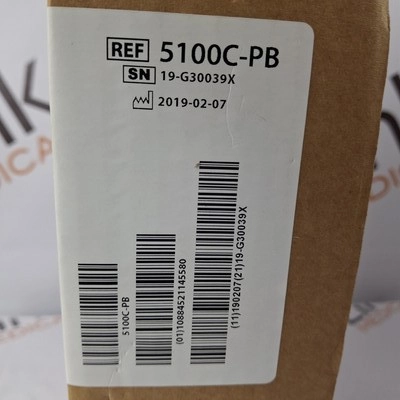 REF 5100C-PB
SN 19-G30039X
2019-02-07
5100C-PB
(01)10884521145580
(11)190207(21)19-G30039X